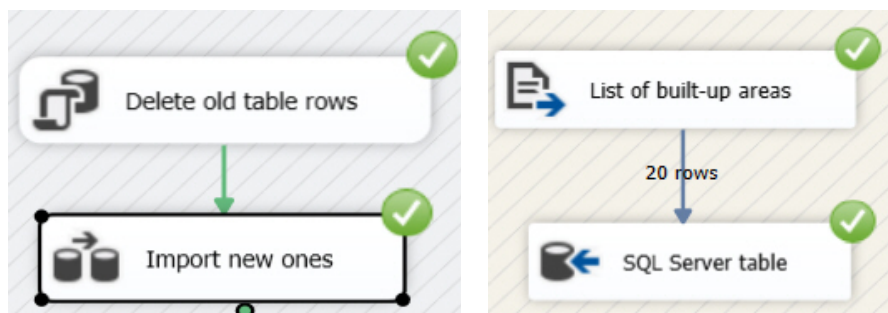 Delete old table rows
Import new ones
List of built-up areas
20 rows
SQL Server table